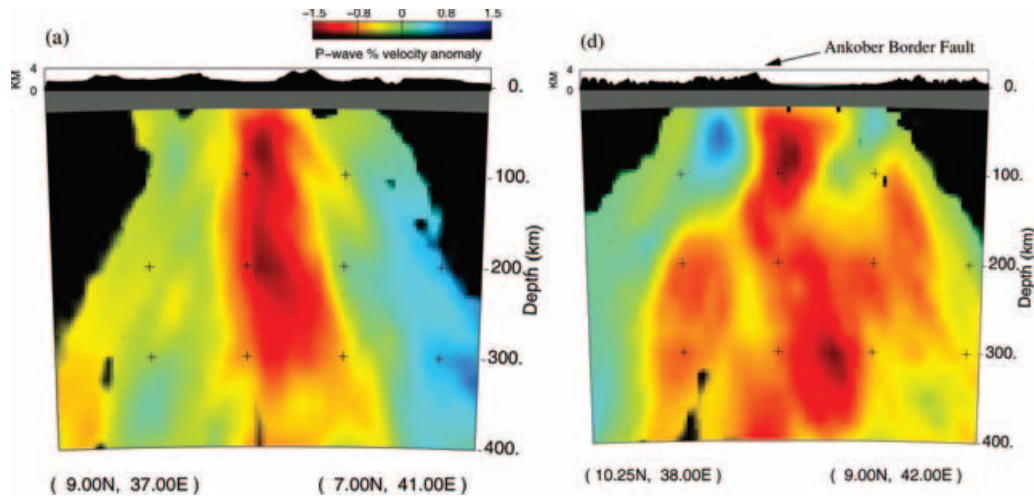 (a)
−1.5 −0.8 0 0.8 1.5
P−wave % velocity anomaly
KM
4
0
0.
100.
200.
300.
400.
Depth (km)
( 9.00N, 37.00E ) ( 7.00N, 41.00E )
(d)
Ankober Border Fault
KM
4
0
0.
100.
200.
300.
400.
Depth (km)
(10.25N, 38.00E ) ( 9.00N, 42.00E )